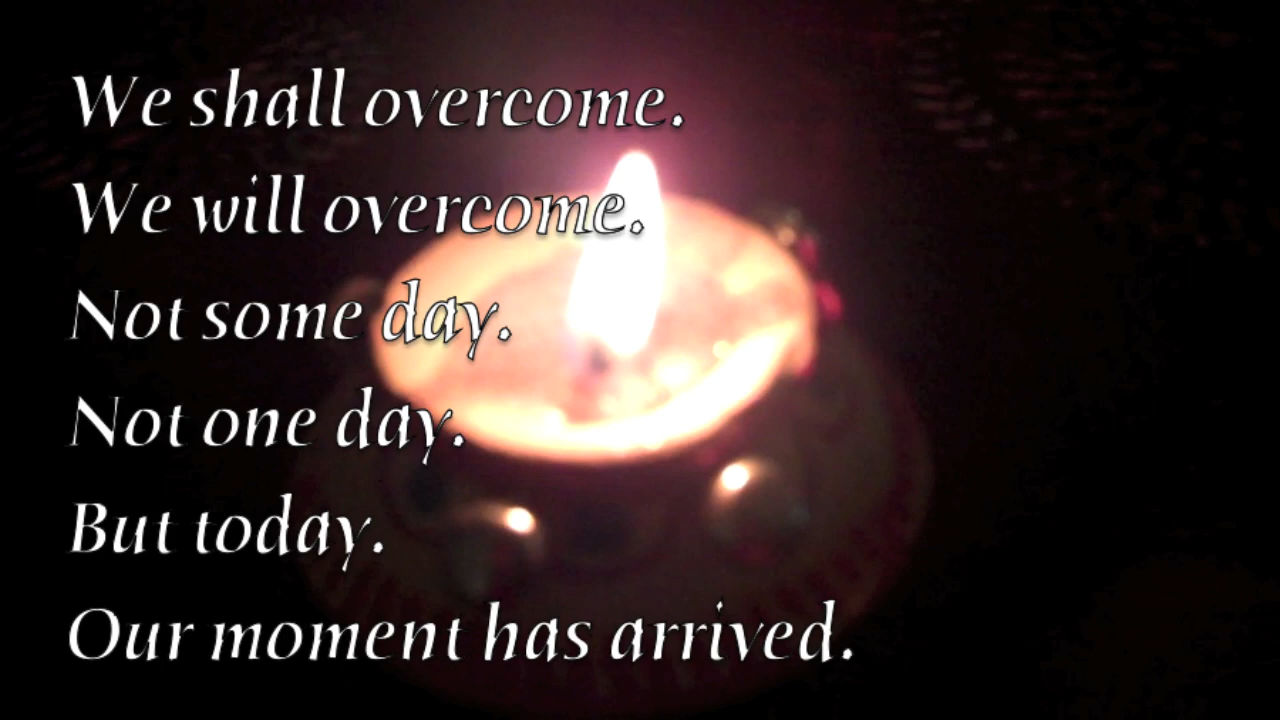 We shall overcome.
We will overcome.
Not some day.
Not one day.
But today.
Our moment has arrived.